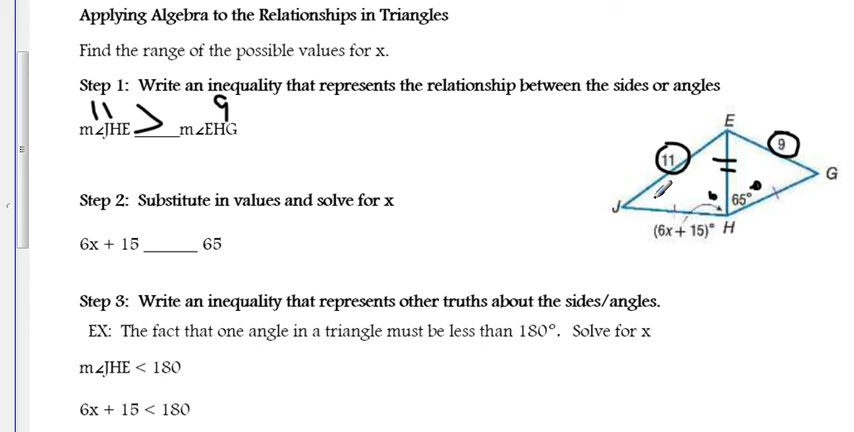 Applying Algebra to the Relationships in Triangles
Find the range of the possible values for x.
Step 1: Write an inequality that represents the relationship between the sides or angles
11 > 9
m∠JHE _____ m∠EHG
E
11
9
G
65°
J
(6x + 15)° H
Step 2: Substitute in values and solve for x
6x + 15 ______ 65
Step 3: Write an inequality that represents other truths about the sides/angles.
EX: The fact that one angle in a triangle must be less than 180°. Solve for x
m∠JHE < 180
6x + 15 < 180